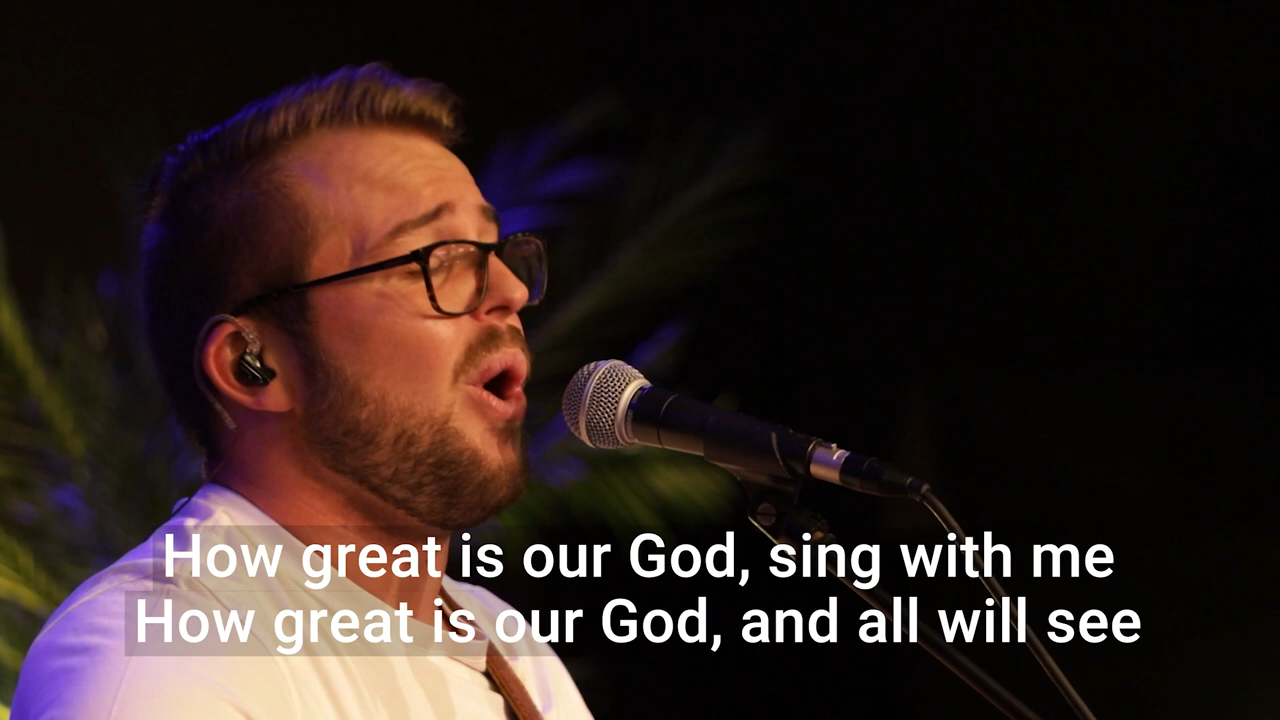 How great is our God, sing with me
How great is our God, and all will see